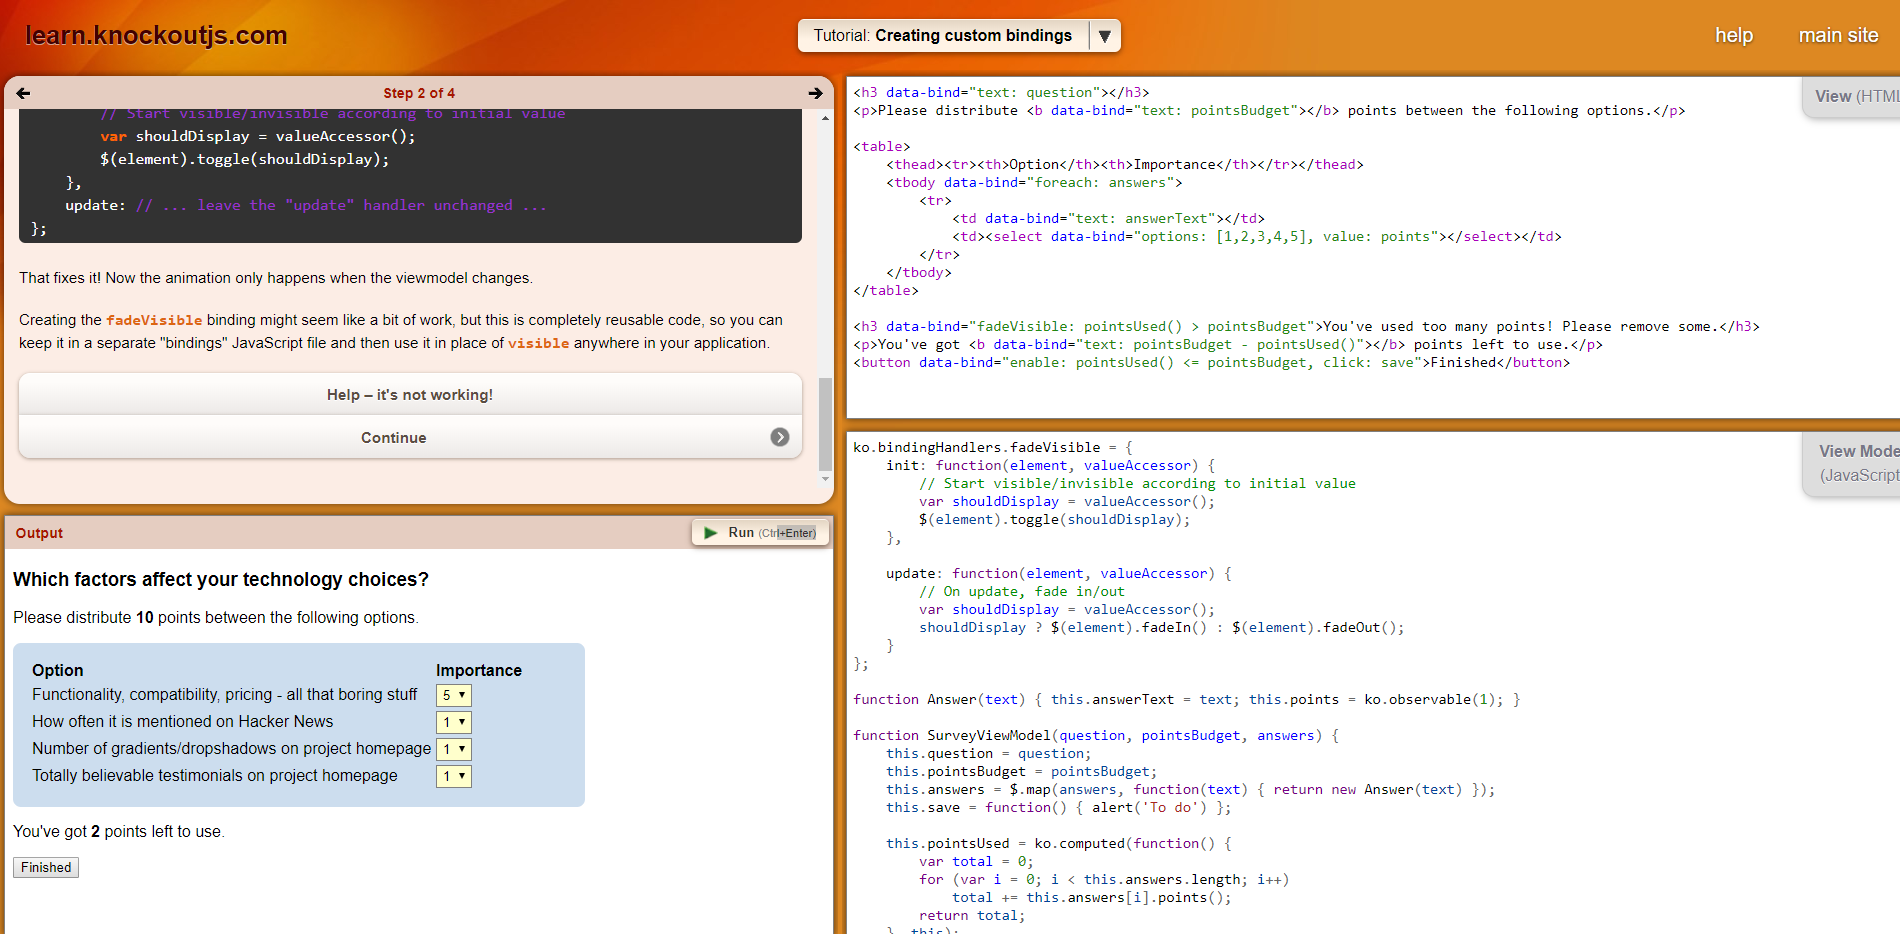 learn.knockoutjs.com
Tutorial: Creating custom bindings ▼
help main site
Step 2 of 4
// Start visible/invisible according to initial value
var shouldDisplay = valueAccessor();
$(element).toggle(shouldDisplay);
},
update: // ... leave the "update" handler unchanged ...
};
That fixes it! Now the animation only happens when the viewmodel changes.
Creating the fadeVisible binding might seem like a bit of work, but this is completely reusable code, so you can
keep it in a separate "bindings" JavaScript file and then use it in place of visible anywhere in your application.
Help – it's not working!
Continue
Output
Run (Ctrl+Enter)
Which factors affect your technology choices?
Please distribute 10 points between the following options.
Option Importance
Functionality, compatibility, pricing - all that boring stuff 5
How often it is mentioned on Hacker News 1
Number of gradients/dropshadows on project homepage 1
Totally believable testimonials on project homepage 1
You've got 2 points left to use.
Finished
<h3 data-bind="text: question"></h3>
<p>Please distribute <b data-bind="text: pointsBudget"></b> points between the following options.</p>
<table>
<thead><tr><th>Option</th><th>Importance</th></tr></thead>
<tbody data-bind="foreach: answers">
<tr>
<td data-bind="text: answerText"></td>
<td><select data-bind="options: [1,2,3,4,5], value: points"></select></td>
</tr>
</tbody>
</table>
<h3 data-bind="fadeVisible: pointsUsed() > pointsBudget">You've used too many points! Please remove some.</h3>
<p>You've got <b data-bind="text: pointsBudget - pointsUsed()"></b> points left to use.</p>
<button data-bind="enable: pointsUsed() <= pointsBudget, click: save">Finished</button>
View (HTML
ko.bindingHandlers.fadeVisible = {
init: function(element, valueAccessor) {
// Start visible/invisible according to initial value
var shouldDisplay = valueAccessor();
$(element).toggle(shouldDisplay);
},
update: function(element, valueAccessor) {
// On update, fade in/out
var shouldDisplay = valueAccessor();
shouldDisplay ? $(element).fadeIn() : $(element).fadeOut();
}
};
function Answer(text) { this.answerText = text; this.points = ko.observable(1); }
function SurveyViewModel(question, pointsBudget, answers) {
this.question = question;
this.pointsBudget = pointsBudget;
this.answers = $.map(answers, function(text) { return new Answer(text) });
this.save = function() { alert('To do') };
this.pointsUsed = ko.computed(function() {
var total = 0;
for (var i = 0; i < this.answers.length; i++)
total += this.answers[i].points();
return total;
}, this);
View Mode
(JavaScript